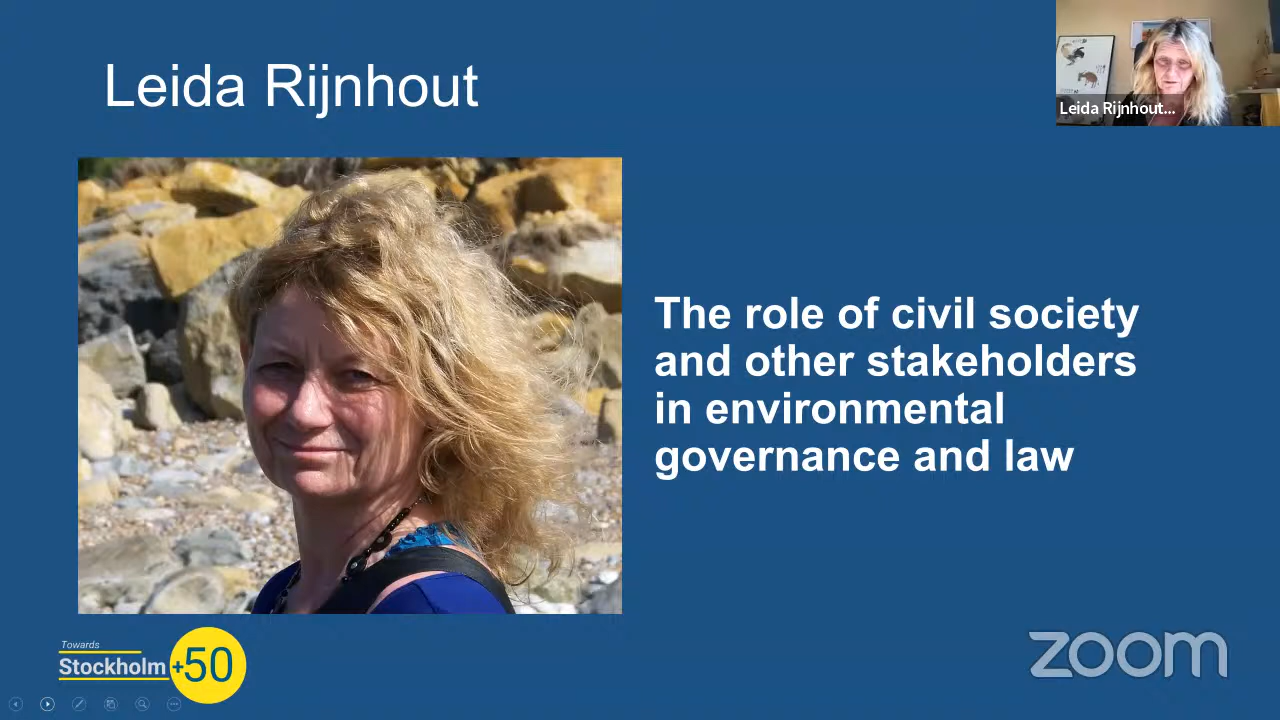 Leida Rijnhout
Leida Rijnhout...
The role of civil society
and other stakeholders
in environmental
governance and law
Towards
Stockholm+50
zoom